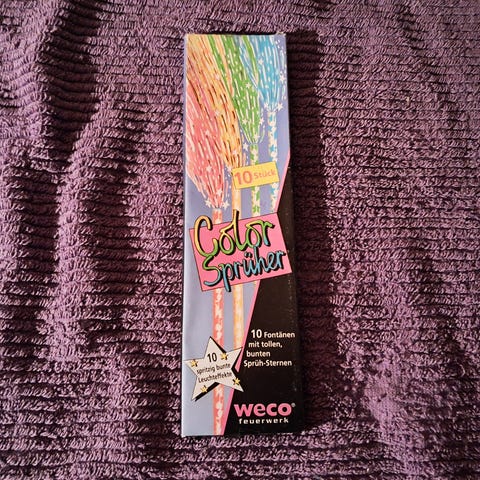 10 Stück
Color
Sprüher
10 Fontänen
mit tollen,
bunten
Sprüh-Sternen
10
spritzig bunte
Leuchteffekte
weco®
feuerwerk